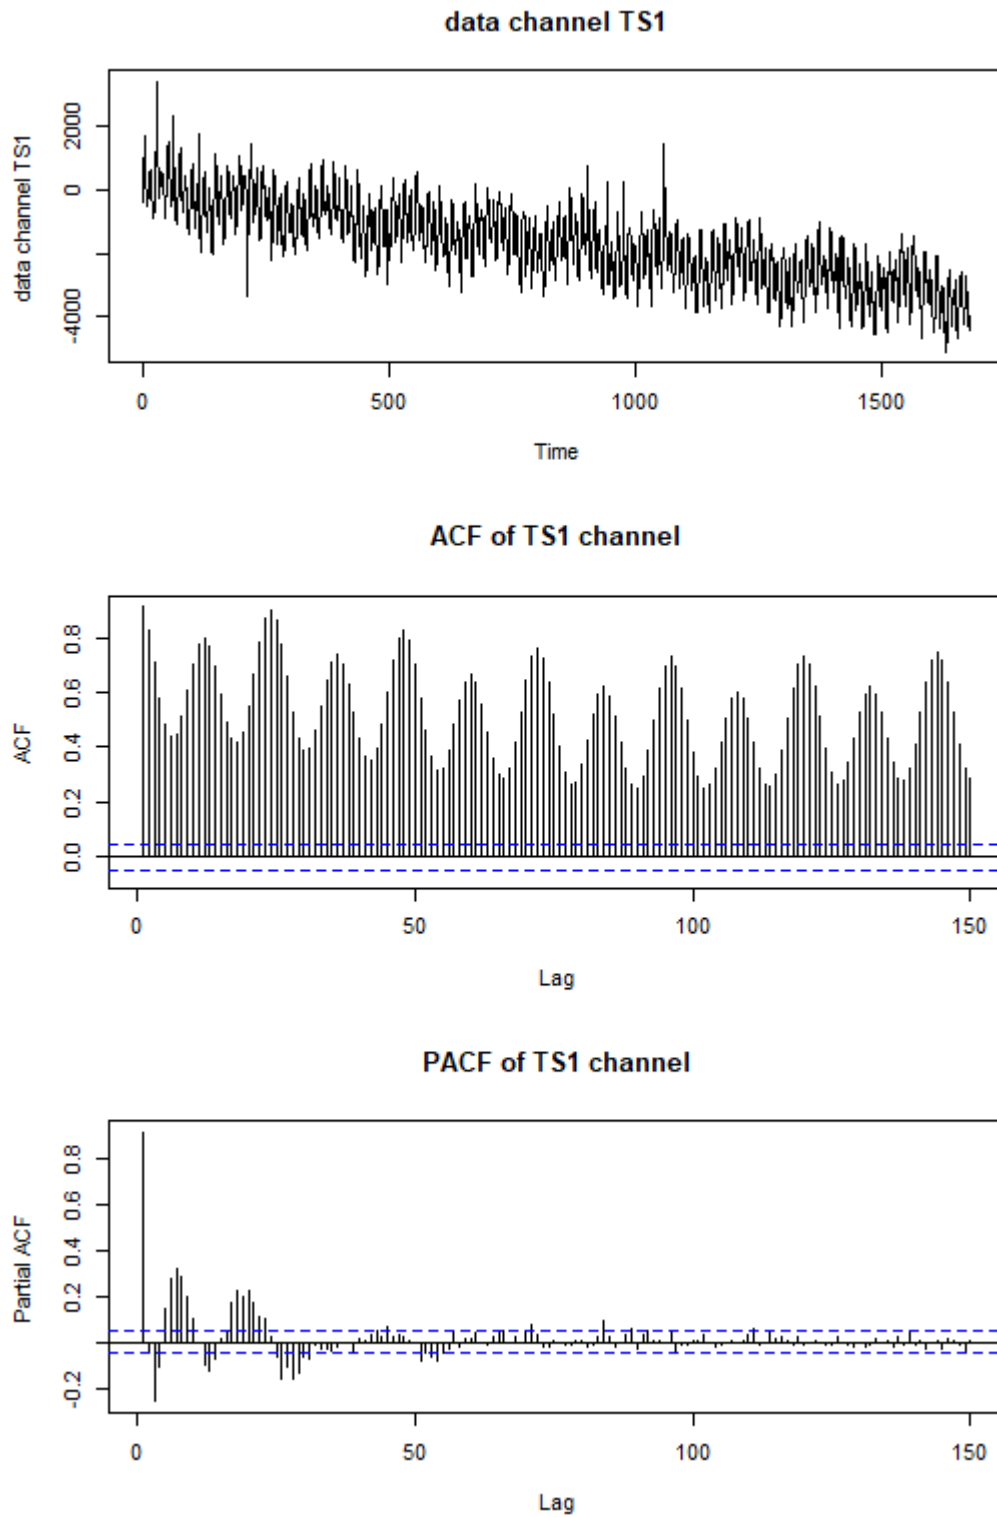 data channel TS1
data channel TS1
2000
0
-4000
0
500
1000
1500
Time
ACF of TS1 channel
ACF
0.8
0.6
0.4
0.2
0.0
0
50
100
150
Lag
PACF of TS1 channel
Partial ACF
0.8
0.6
0.4
0.2
-0.2
0
50
100
150
Lag